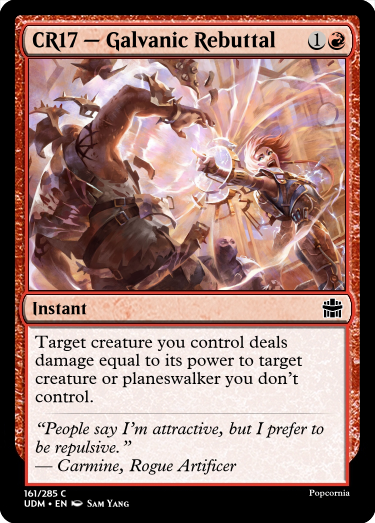 CR17 — Galvanic Rebuttal 1
Instant
Target creature you control deals
damage equal to its power to target
creature or planeswalker you don't
control.
“People say I'm attractive, but I prefer to
be repulsive.”
— Carmine, Rogue Artificer
161/285 C Popcornia
UDM • EN Sam Yang